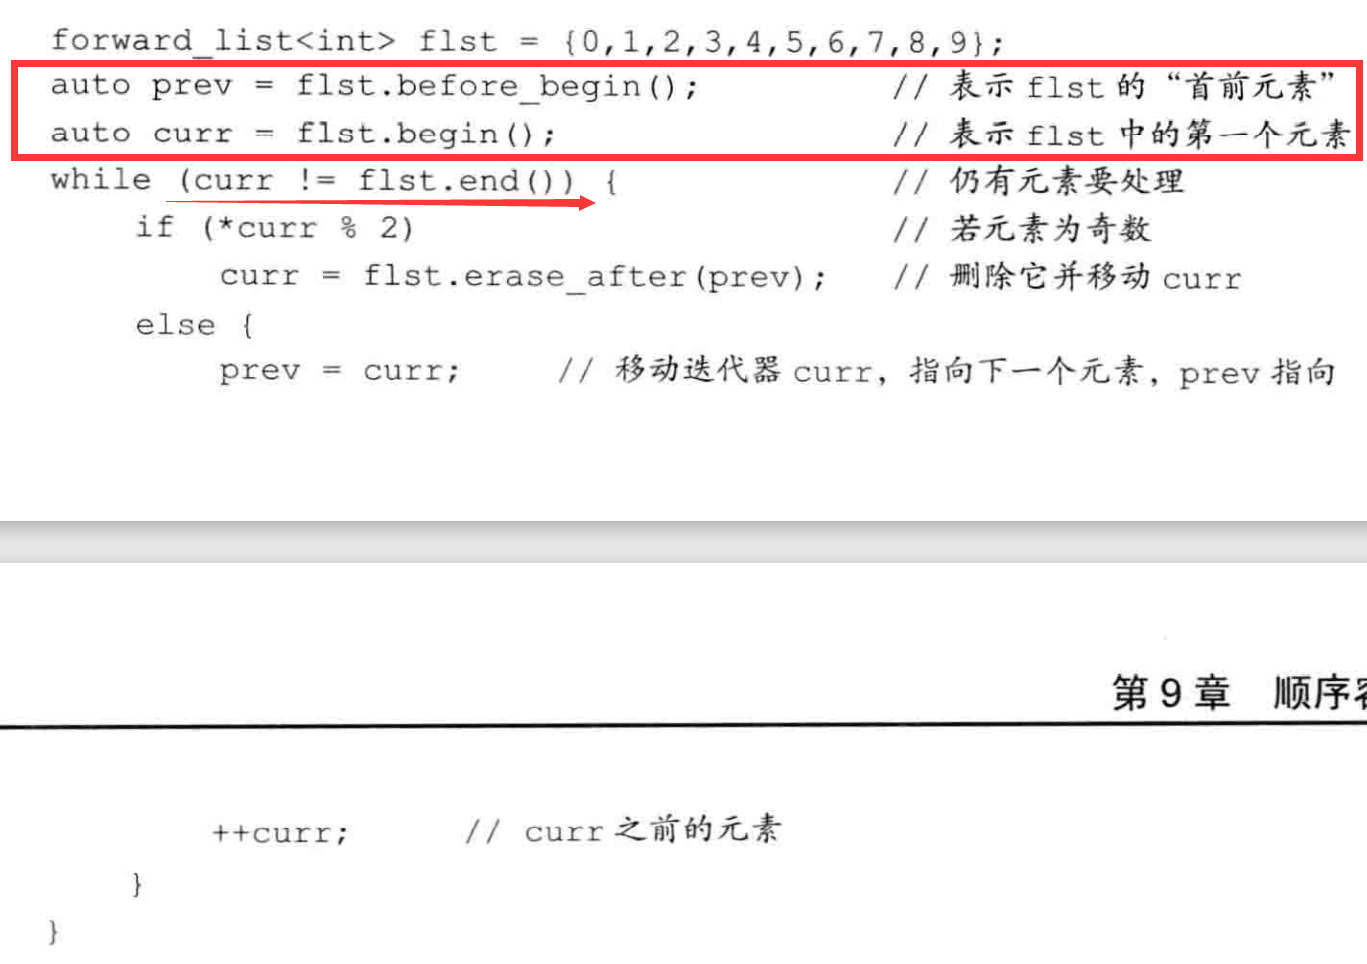 forward_list<int> flst = {0,1,2,3,4,5,6,7,8,9};
auto prev = flst.before_begin(); // 表示 flst 的“首前元素”
auto curr = flst.begin(); // 表示 flst 中的第一个元素
while (curr != flst.end()) { // 仍有元素要处理
if (*curr % 2) // 若元素为奇数
curr = flst.erase_after(prev); // 删除它并移动 curr
else {
prev = curr; // 移动迭代器 curr，指向下一个元素，prev 指向
第 9 章 顺序容
++curr; // curr 之前的元素
}
}